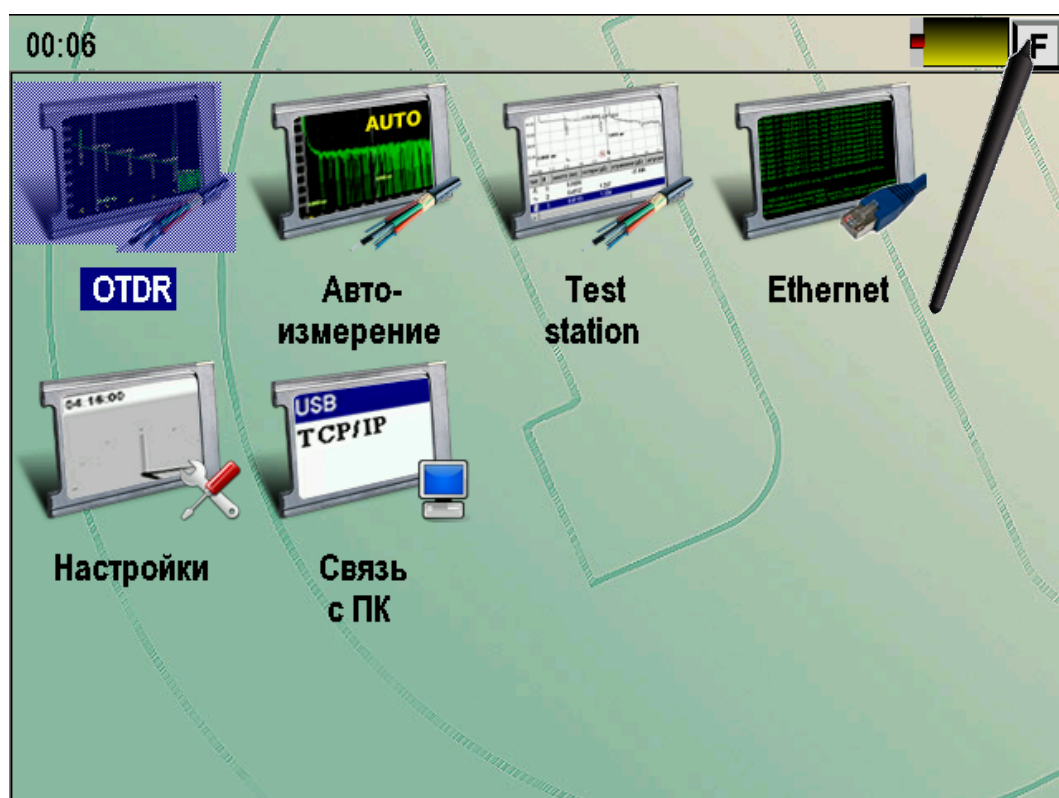 00:06
F
AUTO
OTDR
Авто-
измерение
Test
station
Ethernet
04:16:00
USB
TCP/IP
Настройки
Связь
с ПК